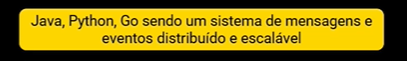 Java, Python, Go sendo um sistema de mensagens e
eventos distribuído e escalável